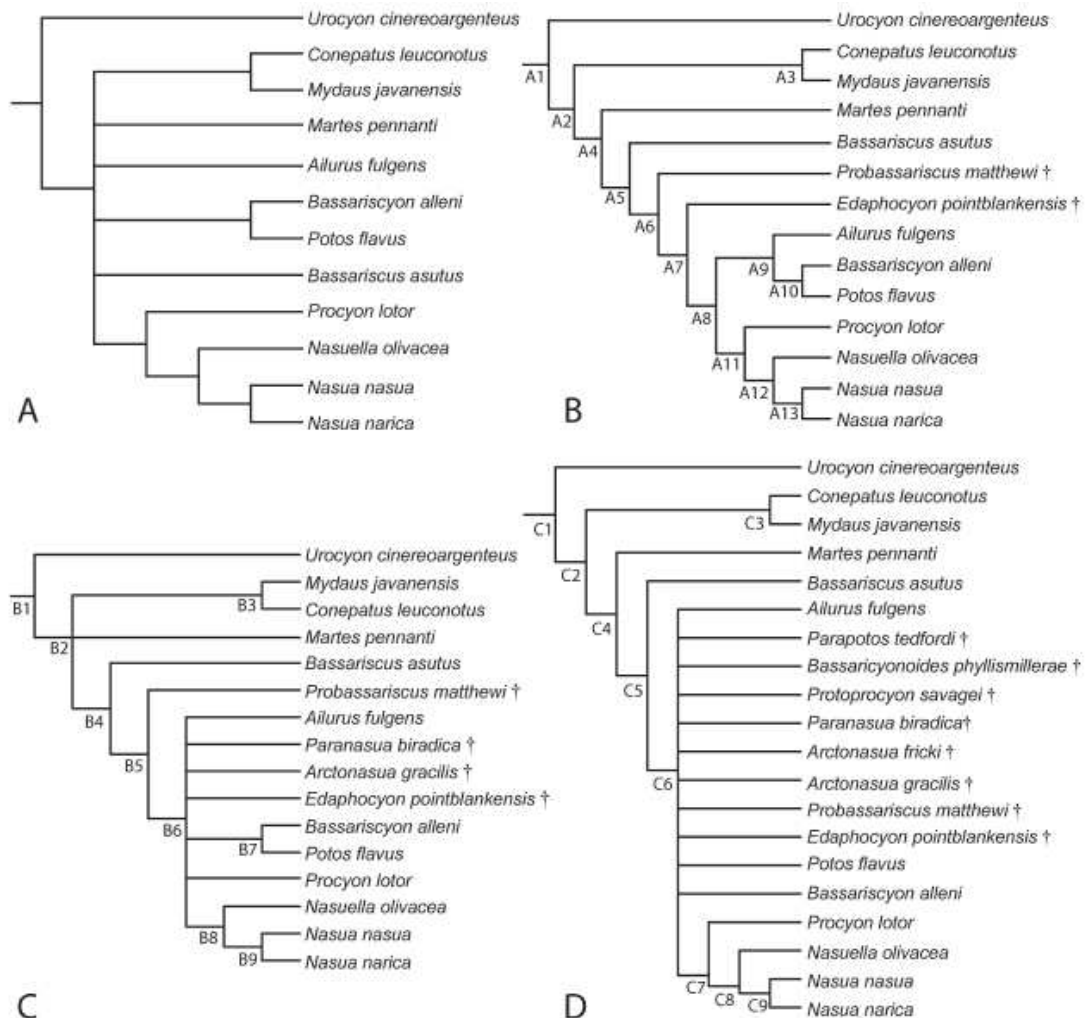 Urocyon cinereoargenteus
Conepatus leuconotus
Mydaus javanensis
Martes pennanti
Ailurus fulgens
Bassariscyon alleni
Potos flavus
Bassariscus asutus
Procyon lotor
Nasuella olivacea
Nasua nasua
Nasua narica
A
Urocyon cinereoargenteus
A1
Conepatus leuconotus
A3
Mydaus javanensis
A2
Martes pennanti
A4
Bassariscus asutus
Probassariscus matthewi †
A5
Edaphocyon pointblankensis †
A6
Ailurus fulgens
A7
A9
Bassariscyon alleni
A10
Potos flavus
A8
Procyon lotor
A11
Nasuella olivacea
A12
Nasua nasua
A13
Nasua narica
B
Urocyon cinereoargenteus
Mydaus javanensis
B1
B3
Conepatus leuconotus
Martes pennanti
B2
Bassariscus asutus
Probassariscus matthewi †
B4
Ailurus fulgens
Paranasua biradica †
B5
Arctonasua gracilis †
Edaphocyon pointblankensis †
B6
Bassariscyon alleni
B7
Potos flavus
Procyon lotor
Nasuella olivacea
B8
Nasua nasua
B9
Nasua narica
C
Urocyon cinereoargenteus
Conepatus leuconotus
C1
C3
Mydaus javanensis
Martes pennanti
C2
Bassariscus asutus
Ailurus fulgens
C4
Parapotos tedfordi †
Bassaricyonoides phyllismillerae †
C5
Protoprocyon savagei †
Paranasua biradica†
Arctonasua fricki †
C6
Arctonasua gracilis †
Probassariscus matthewi †
Edaphocyon pointblankensis †
Potos flavus
Bassariscyon alleni
Procyon lotor
Nasuella olivacea
C7
C8
Nasua nasua
C9
Nasua narica
D